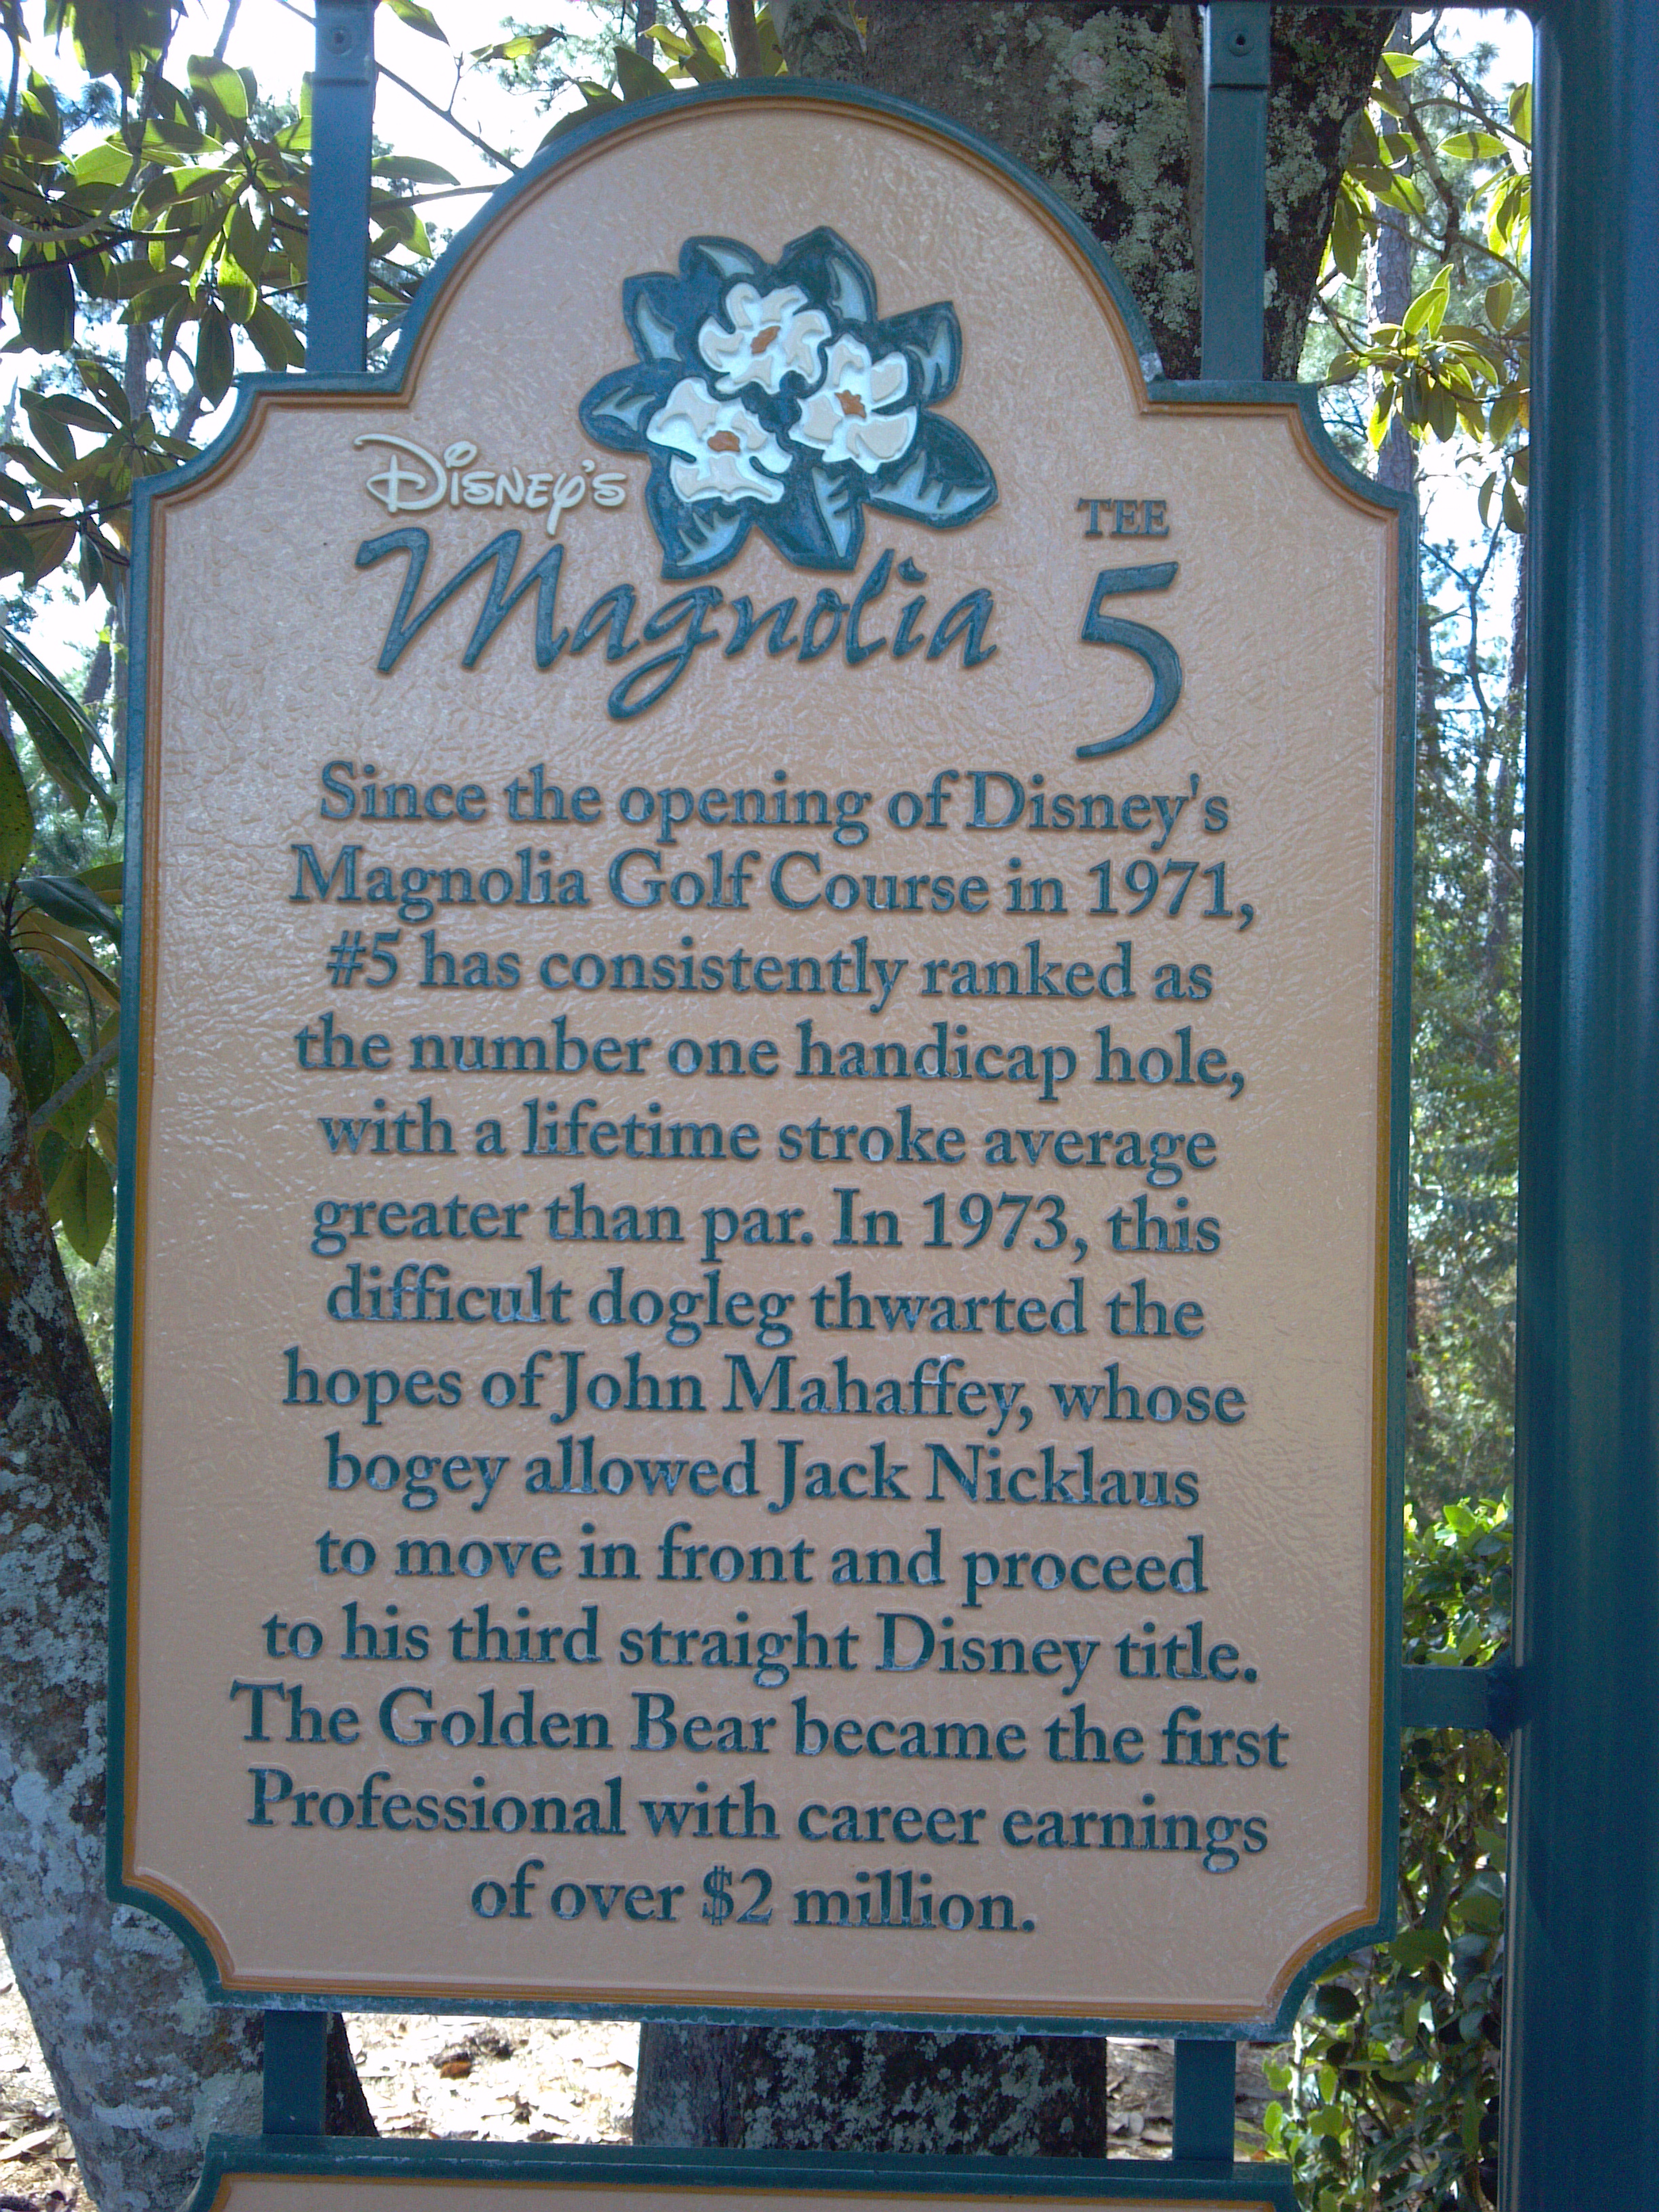 Disney's
Magnolia
TEE
5
Since the opening of Disney's
Magnolia Golf Course in 1971,
#5 has consistently ranked as
the number one handicap hole,
with a lifetime stroke average
greater than par. In 1973, this
difficult dogleg thwarted the
hopes of John Mahaffey, whose
bogey allowed Jack Nicklaus
to move in front and proceed
to his third straight Disney title.
The Golden Bear became the first
Professional with career earnings
of over $2 million.